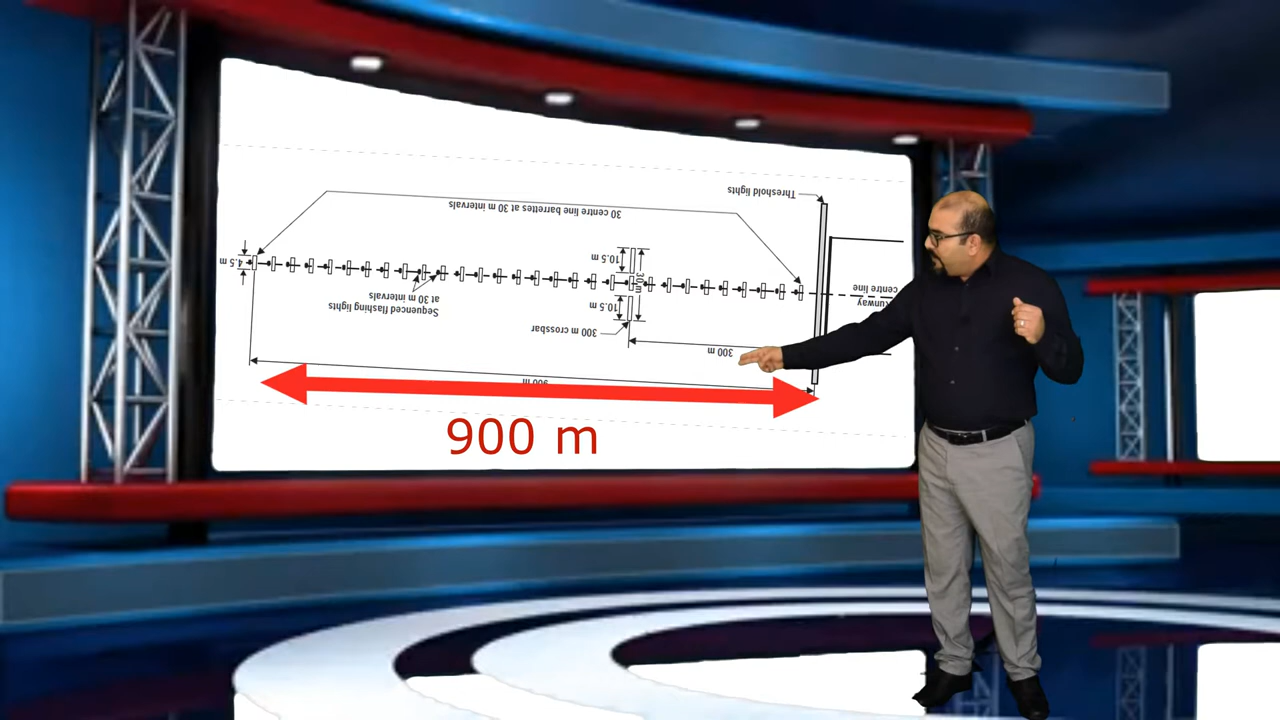 Threshold lights
30 centre line barrettes at 30 m intervals
10.5 m
4.5 m
30 m
Runway
centre line
Sequenced flashing lights
at 30 m intervals
10.5 m
300 m crossbar
300 m
900 m
900 m